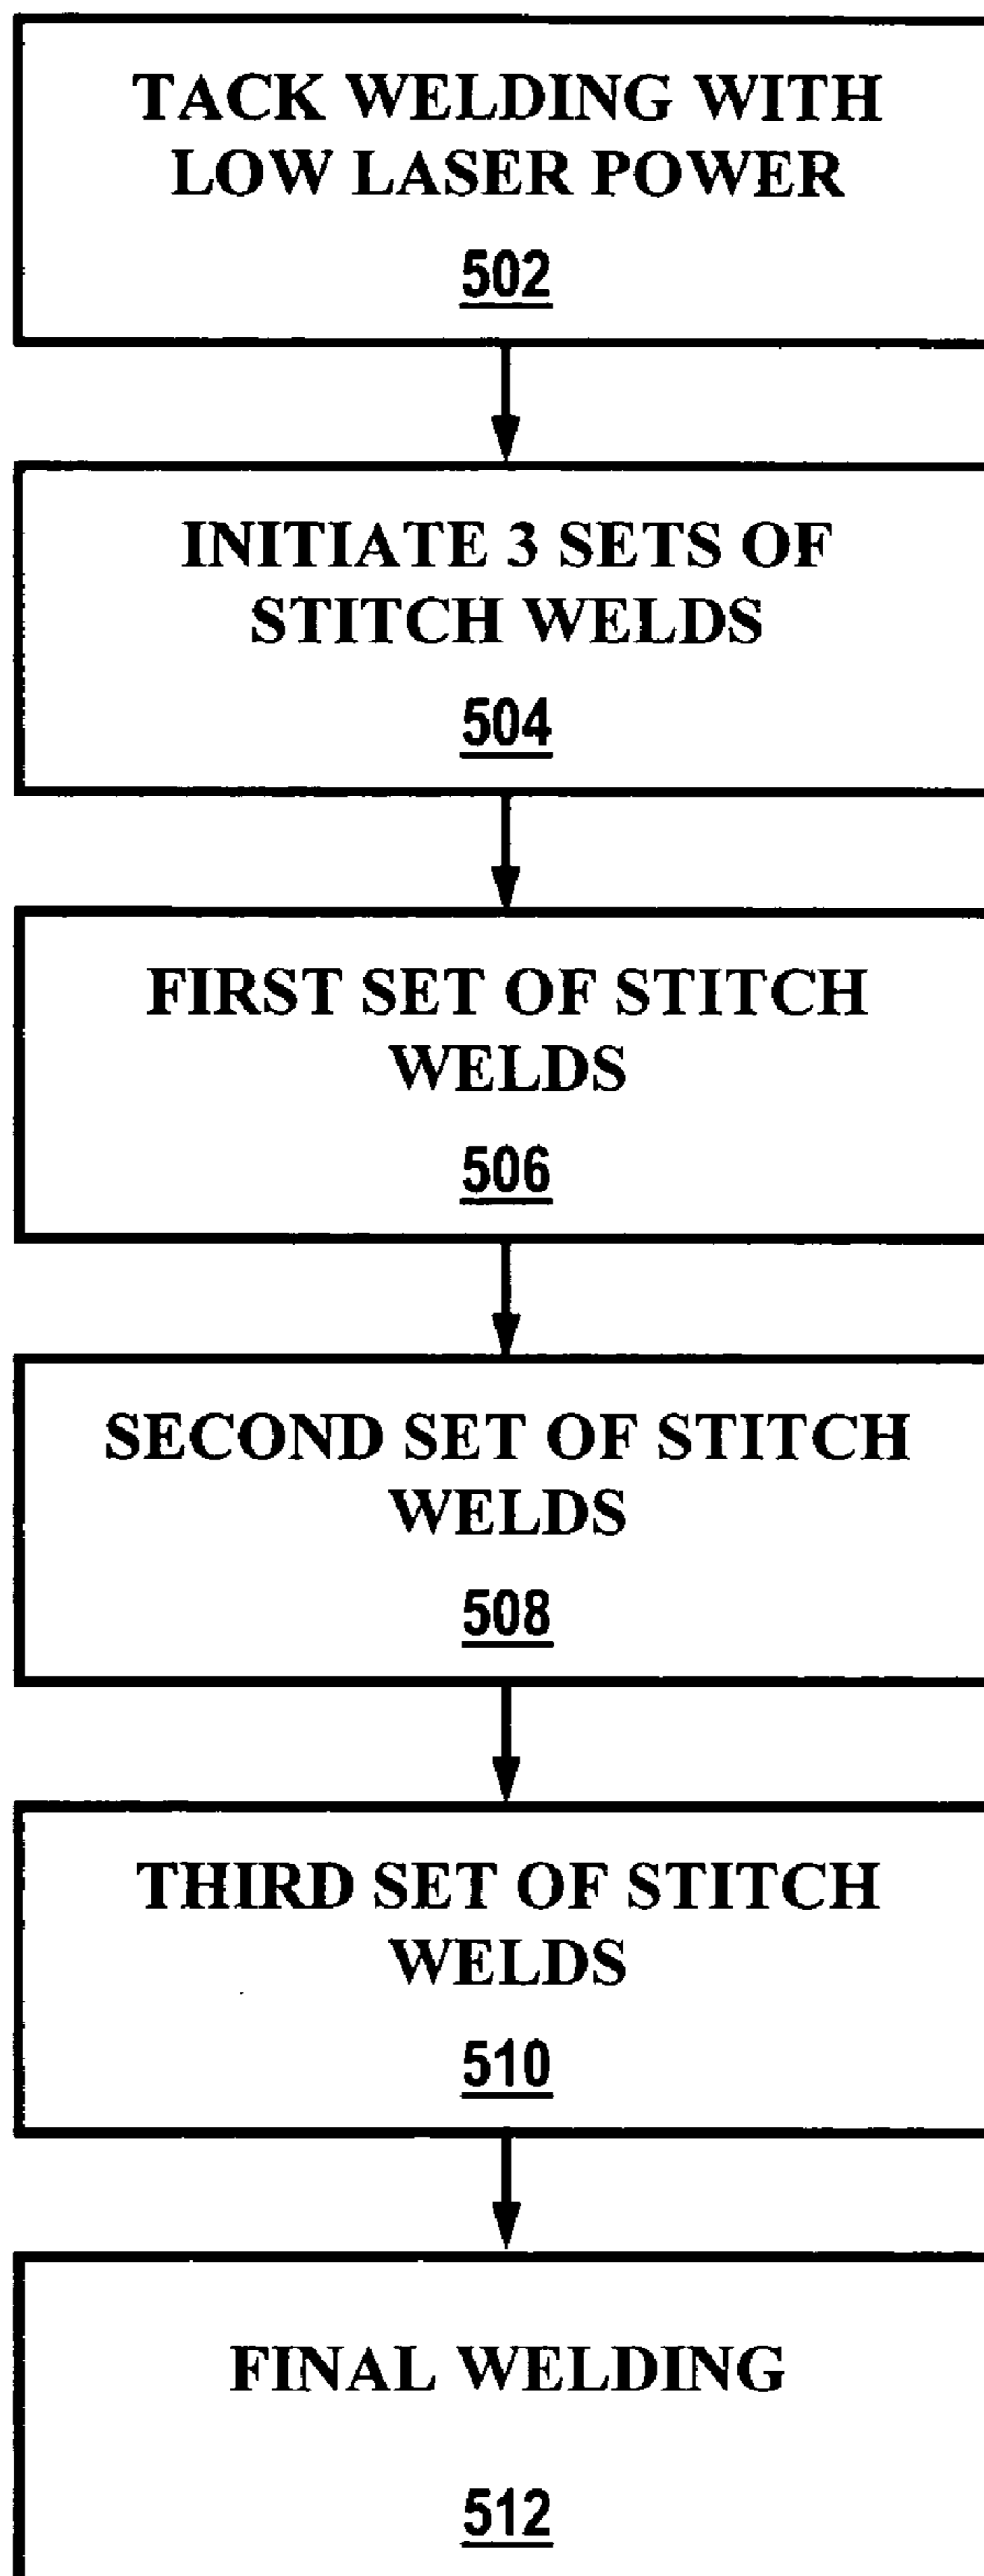 TACK WELDING WITH
LOW LASER POWER
502
INITIATE 3 SETS OF
STITCH WELDS
504
FIRST SET OF STITCH
WELDS
506
SECOND SET OF STITCH
WELDS
508
THIRD SET OF STITCH
WELDS
510
FINAL WELDING
512